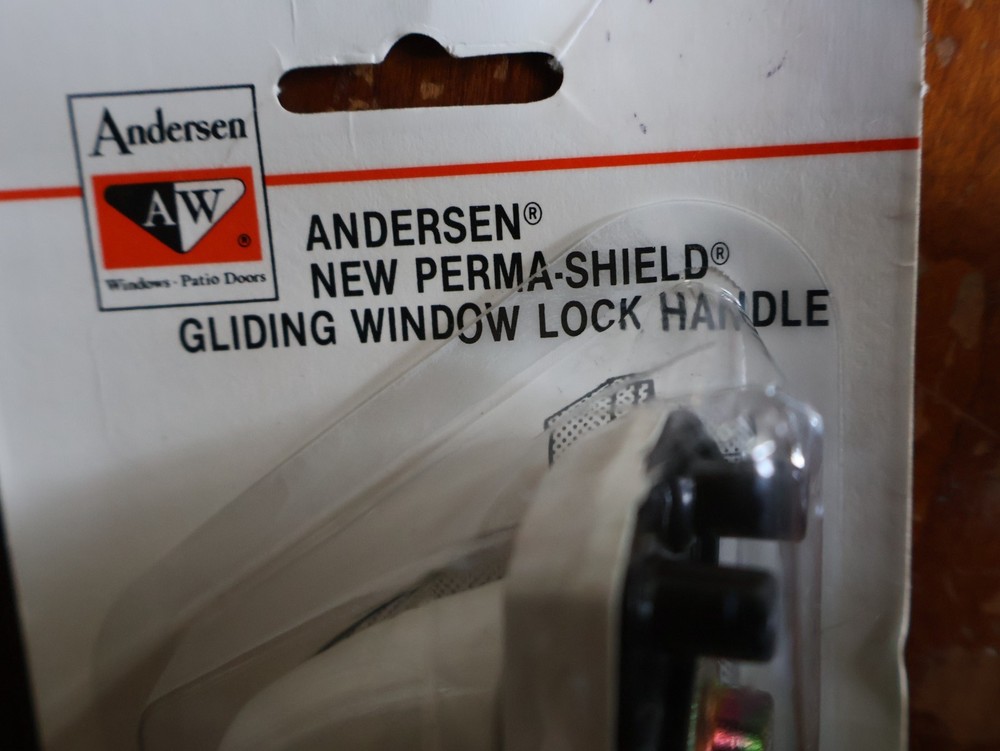 Andersen
AW®
Windows - Patio Doors
ANDERSEN®
NEW PERMA-SHIELD®
GLIDING WINDOW LOCK HANDLE